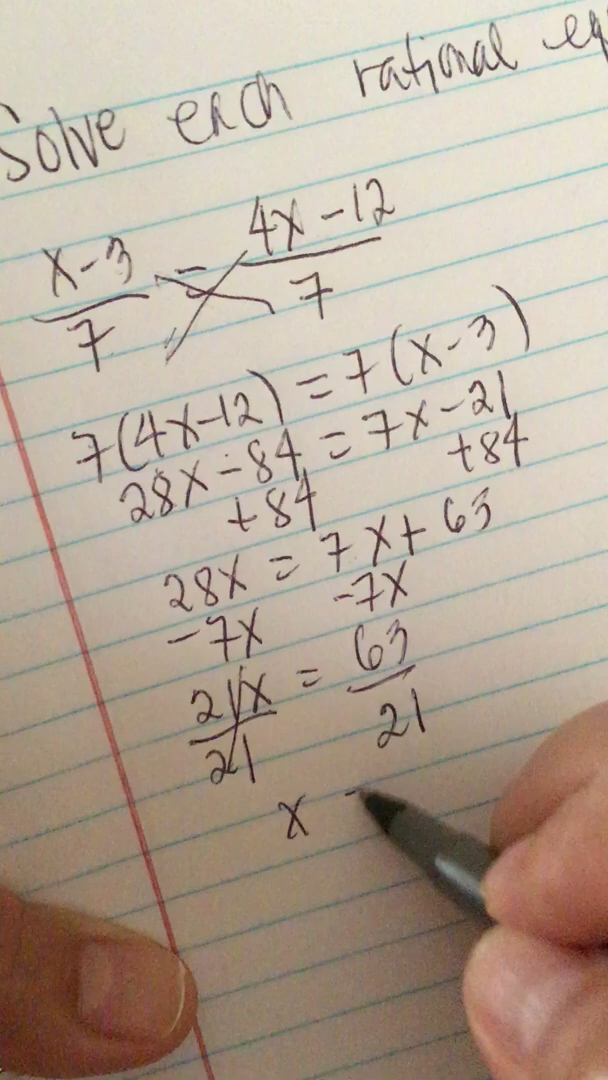 Solve each rational eq
x-3 = 4x-12
7 7
7(4x-12) = 7(x-3)
28x-84 = 7x-21
+84 +84
28x = 7x+63
-7x -7x
21x = 63
21 21
x -